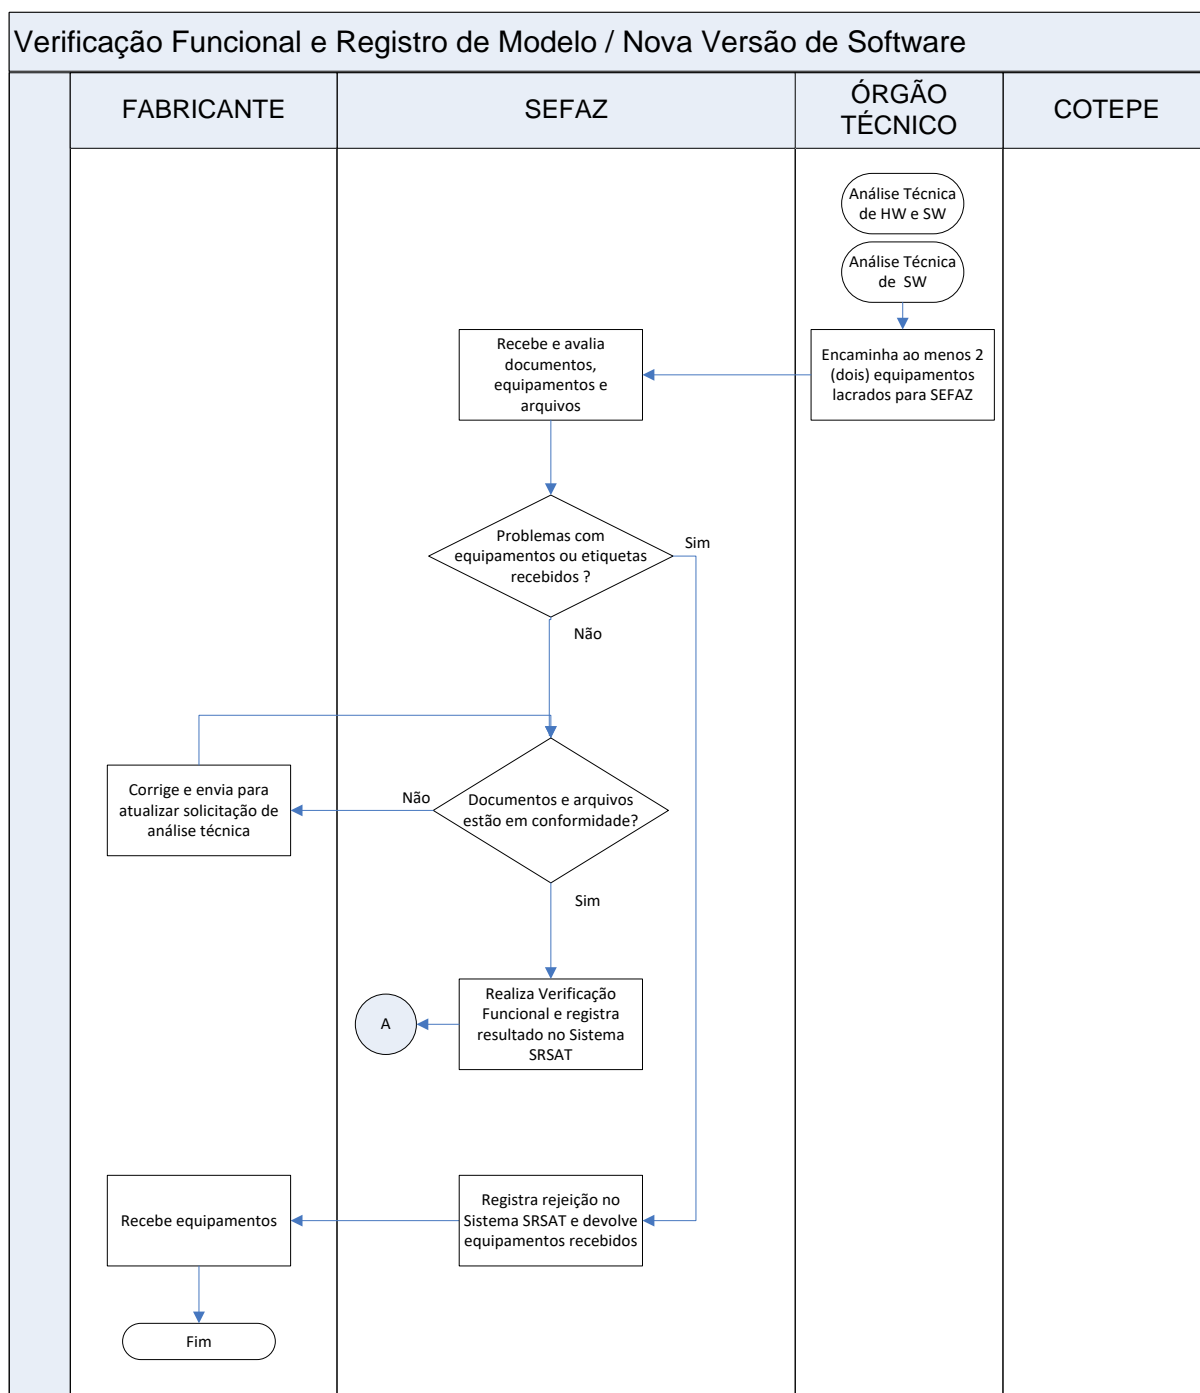 Verificação Funcional e Registro de Modelo / Nova Versão de Software
FABRICANTE
SEFAZ
ÓRGÃO
TÉCNICO
COTEPE
Análise Técnica
de HW e SW
Análise Técnica
de SW
Encaminha ao menos 2
(dois) equipamentos
lacrados para SEFAZ
Recebe e avalia
documentos,
equipamentos e
arquivos
Problemas com
equipamentos ou etiquetas
recebidos ?
Sim
Não
Documentos e arquivos
estão em conformidade?
Não
Corrige e envia para
atualizar solicitação de
análise técnica
Sim
Realiza Verificação
Funcional e registra
resultado no Sistema
SRSAT
A
Registra rejeição no
Sistema SRSAT e devolve
equipamentos recebidos
Recebe equipamentos
Fim